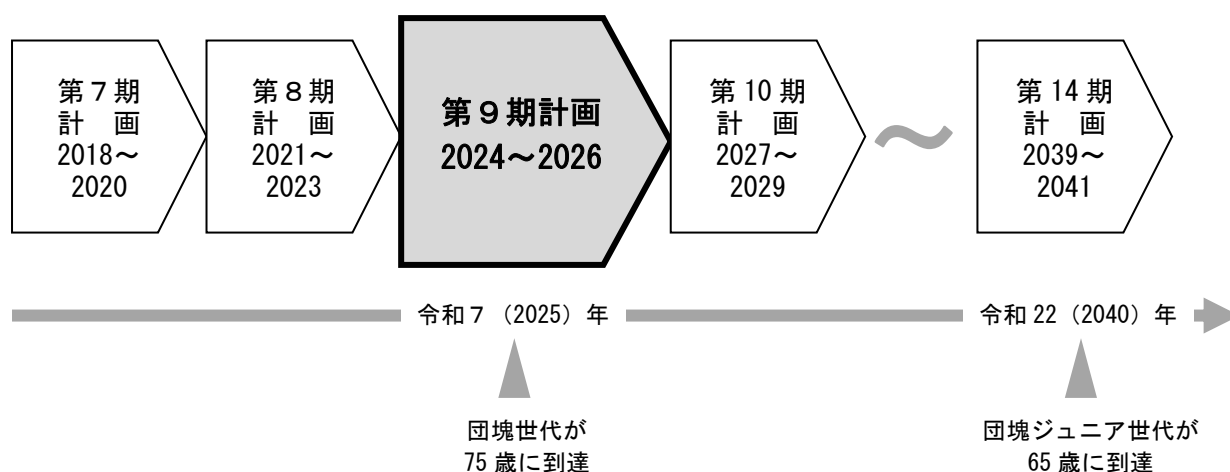 第７期
計　画
2018～
2020
第８期
計　画
2021～
2023
第９期計画
2024～2026
第 10 期
計　画
2027～
2029
～
第 14 期
計　画
2039～
2041
令和７（2025）年
令和 22（2040）年
団塊世代が
75 歳に到達
団塊ジュニア世代が
65 歳に到達